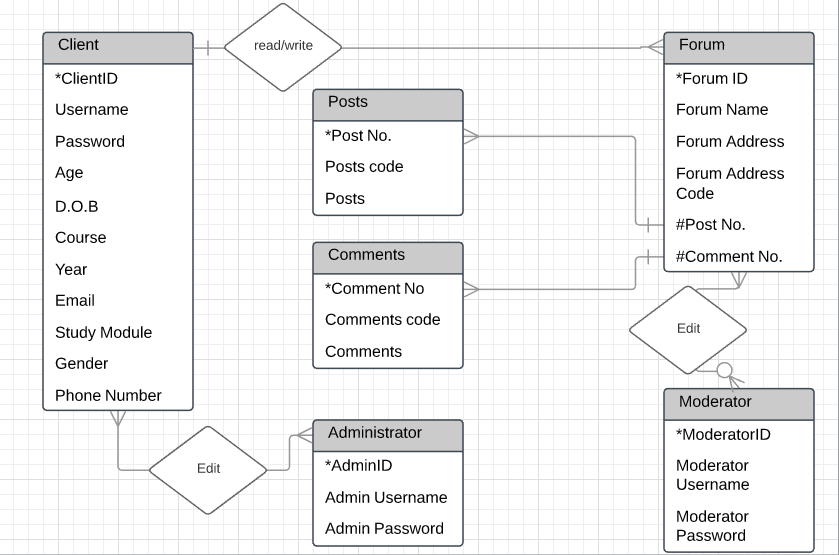 Client
*ClientID
Username
Password
Age
D.O.B
Course
Year
Email
Study Module
Gender
Phone Number
read/write
Posts
*Post No.
Posts code
Posts
Comments
*Comment No
Comments code
Comments
Edit
Administrator
*AdminID
Admin Username
Admin Password
Forum
*Forum ID
Forum Name
Forum Address
Forum Address
Code
#Post No.
#Comment No.
Edit
Moderator
*ModeratorID
Moderator
Username
Moderator
Password